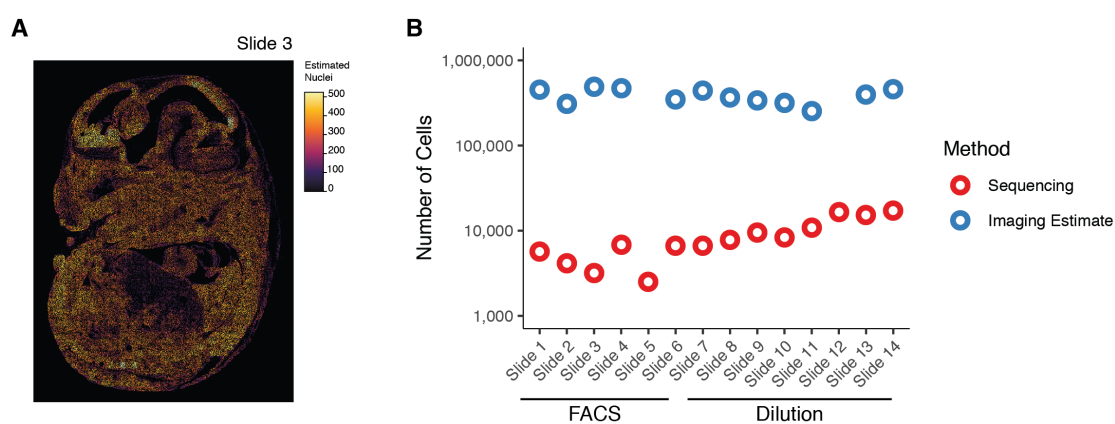 A
Slide 3
Estimated
Nuclei
500
400
300
200
100
0
B
Number of Cells
1,000,000
100,000
10,000
1,000
Slide 1
Slide 2
Slide 3
Slide 4
Slide 5
Slide 6
Slide 7
Slide 8
Slide 9
Slide 10
Slide 11
Slide 12
Slide 13
Slide 14
FACS
Dilution
Method
Sequencing
Imaging Estimate